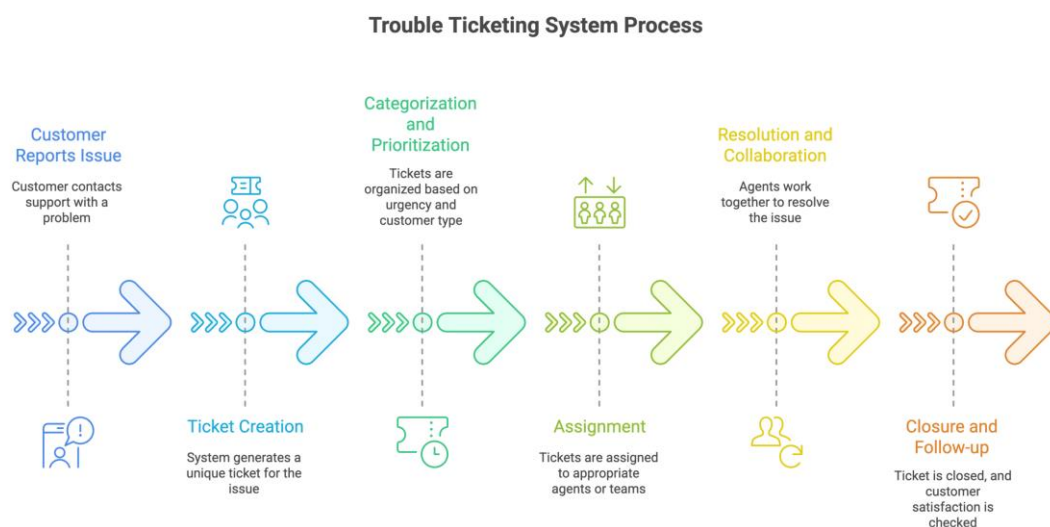 Trouble Ticketing System Process
Customer
Reports Issue
Customer contacts
support with a
problem
Ticket Creation
System generates a
unique ticket for the
issue
Categorization
and
Prioritization
Tickets are
organized based on
urgency and
customer type
Assignment
Tickets are assigned
to appropriate
agents or teams
Resolution and
Collaboration
Agents work
together to resolve
the issue
Closure and
Follow-up
Ticket is closed, and
customer
satisfaction is
checked